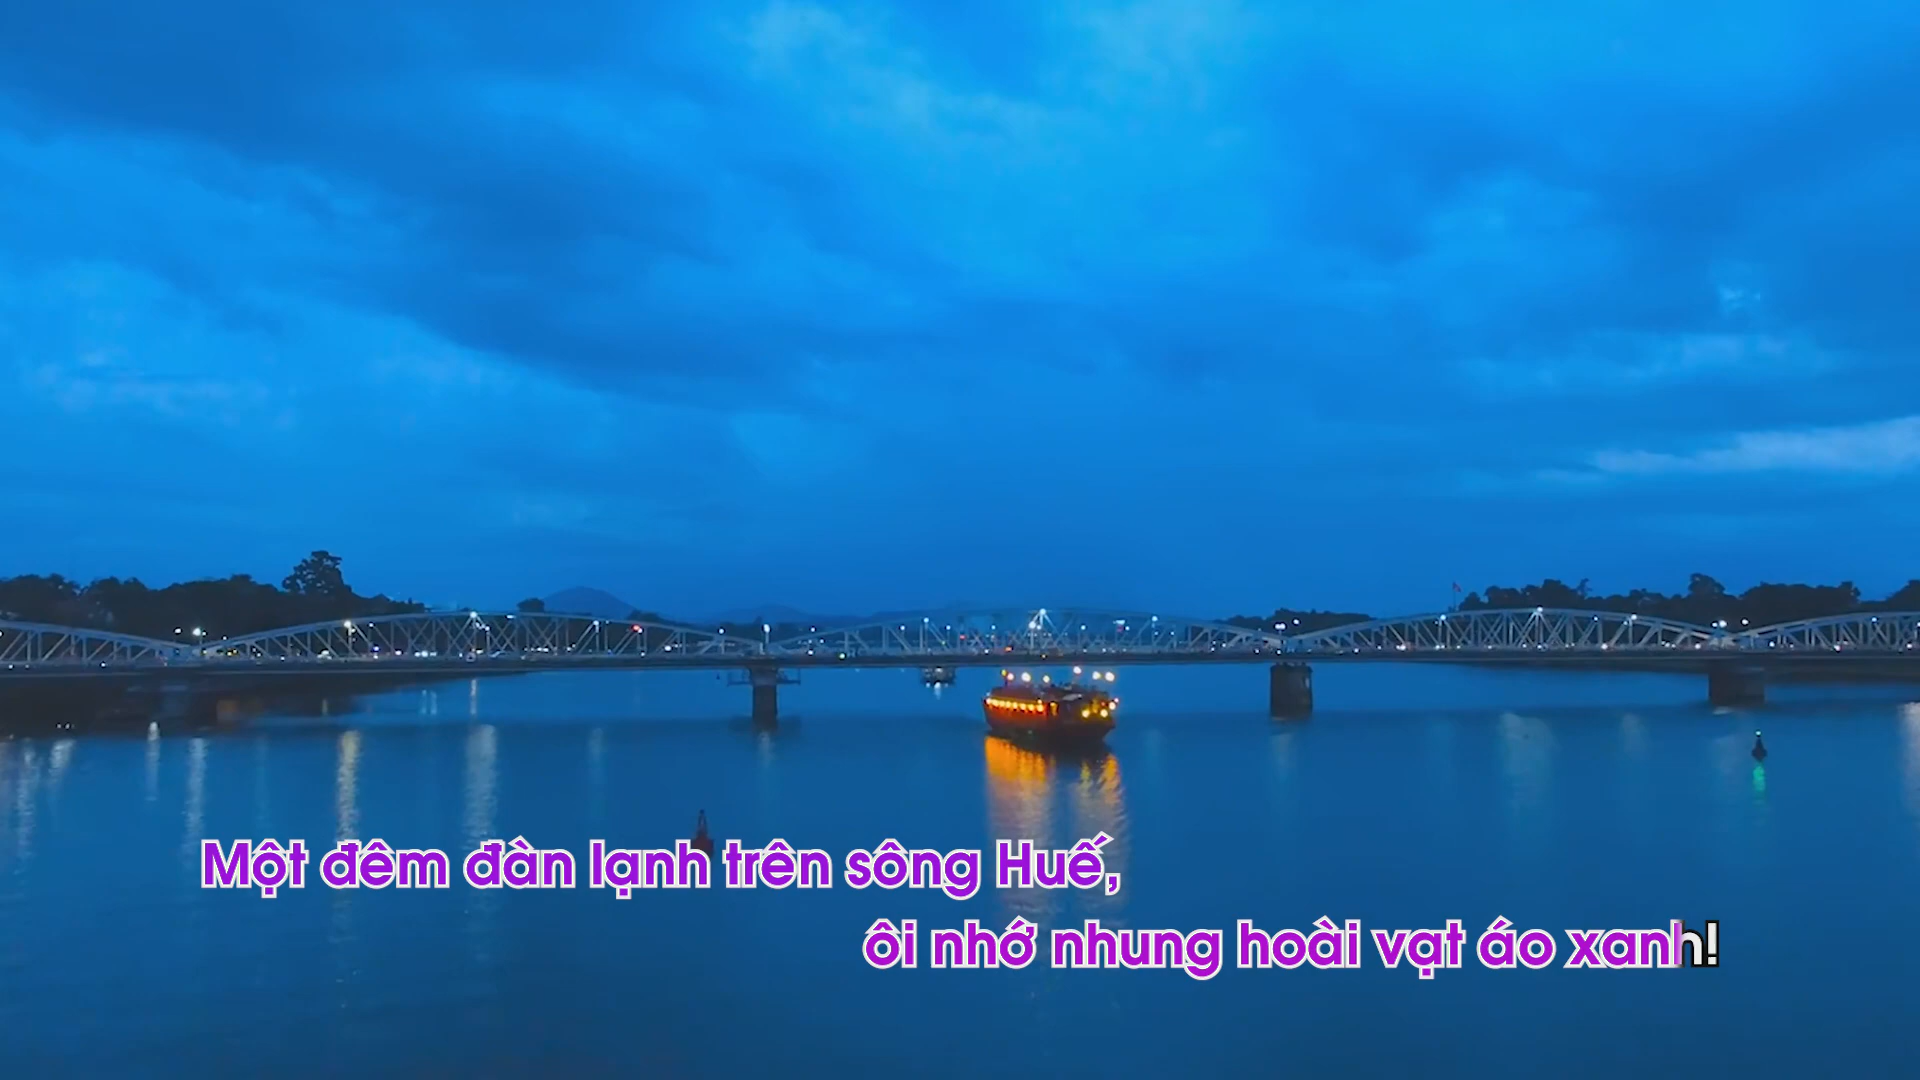 Một đêm đàn lạnh trên sông Huế,
ôi nhớ nhung hoài vạt áo xanh!